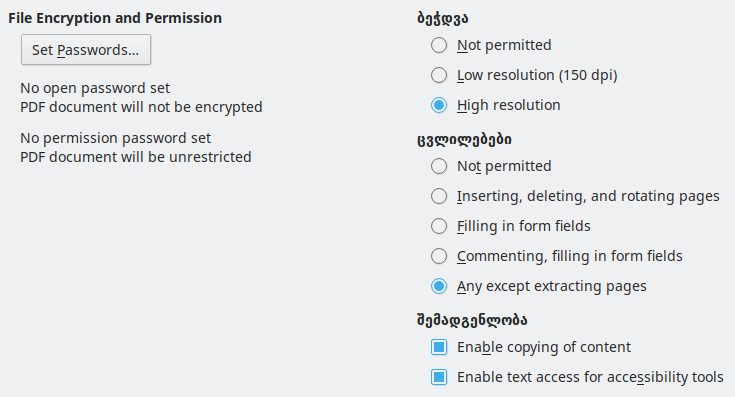 File Encryption and Permission
Set Passwords...
No open password set
PDF document will not be encrypted
No permission password set
PDF document will be unrestricted
ბეჭდვა
Not permitted
Low resolution (150 dpi)
High resolution
ცვლილებები
Not permitted
Inserting, deleting, and rotating pages
Filling in form fields
Commenting, filling in form fields
Any except extracting pages
შემადგენლობა
Enable copying of content
Enable text access for accessibility tools